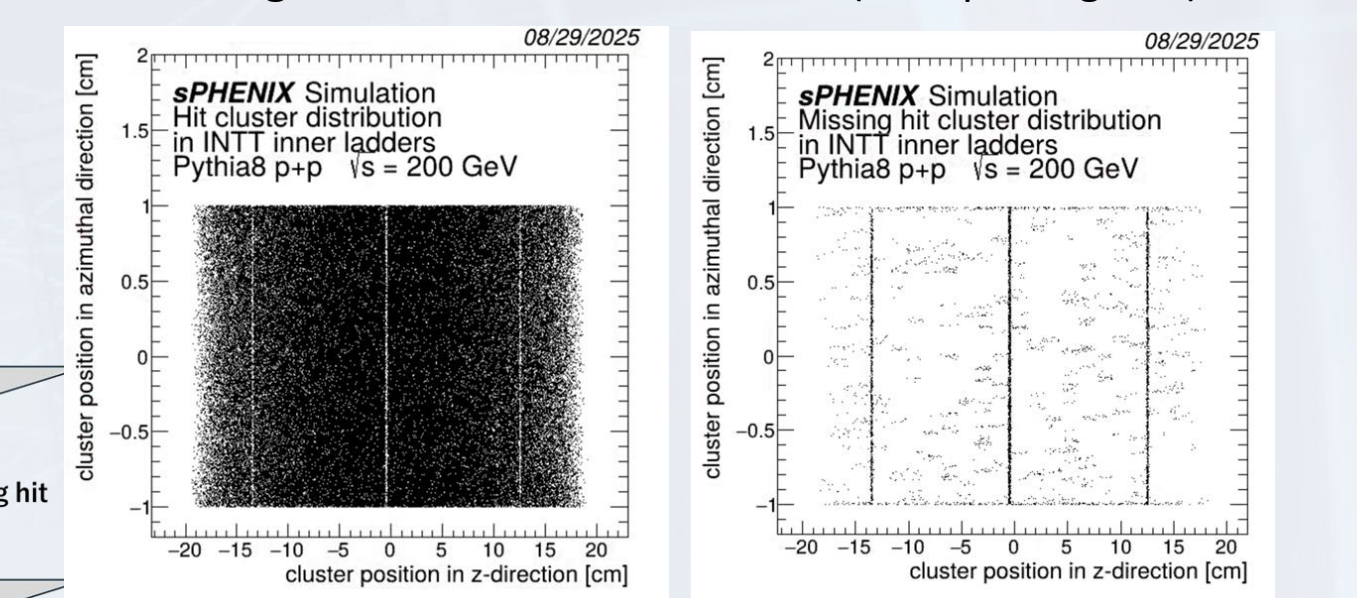 08/29/2025
sPHENIX Simulation
Hit cluster distribution
in INTT inner ladders
Pythia8 p+p √s = 200 GeV
cluster position in azimuthal direction [cm]
2
1.5
1
0.5
0
−0.5
−1
−20 −15 −10 −5 0 5 10 15 20
cluster position in z-direction [cm]
08/29/2025
sPHENIX Simulation
Missing hit cluster distribution
in INTT inner ladders
Pythia8 p+p √s = 200 GeV
cluster position in azimuthal direction [cm]
2
1.5
1
0.5
0
−0.5
−1
−20 −15 −10 −5 0 5 10 15 20
cluster position in z-direction [cm]
g hit